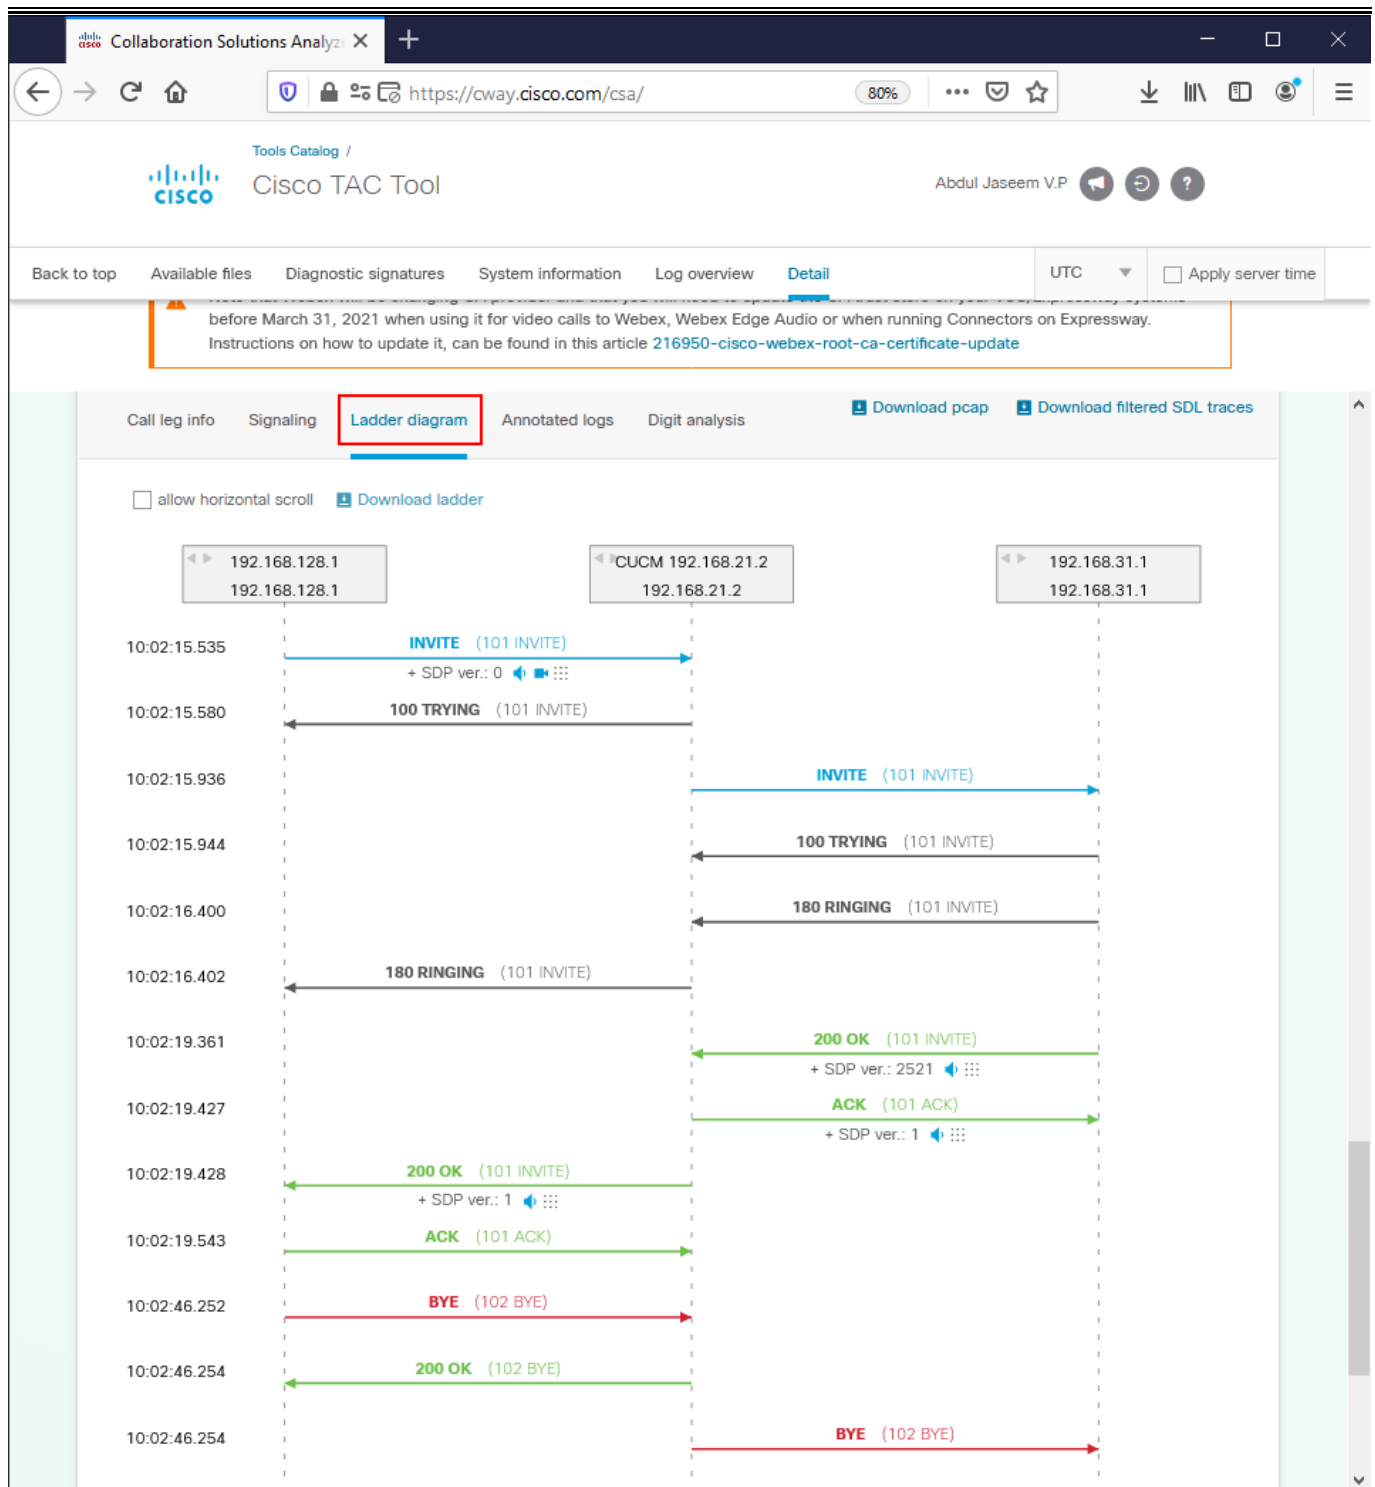 Collaboration Solutions Analyz
https://cway.cisco.com/csa/
80%
Tools Catalog /
cisco
Cisco TAC Tool
Abdul Jaseem V.P
Back to top Available files Diagnostic signatures System information Log overview Detail UTC Apply server time
before March 31, 2021 when using it for video calls to Webex, Webex Edge Audio or when running Connectors on Expressway.
Instructions on how to update it, can be found in this article 216950-cisco-webex-root-ca-certificate-update
Call leg info Signaling Ladder diagram Annotated logs Digit analysis Download pcap Download filtered SDL traces
allow horizontal scroll Download ladder
192.168.128.1 CUCM 192.168.21.2 192.168.31.1
192.168.128.1 192.168.21.2 192.168.31.1
10:02:15.535 INVITE (101 INVITE)
+ SDP ver.: 0
10:02:15.580 100 TRYING (101 INVITE)
10:02:15.936 INVITE (101 INVITE)
10:02:15.944 100 TRYING (101 INVITE)
10:02:16.400 180 RINGING (101 INVITE)
10:02:16.402 180 RINGING (101 INVITE)
10:02:19.361 200 OK (101 INVITE)
+ SDP ver.: 2521
10:02:19.427 ACK (101 ACK)
+ SDP ver.: 1
10:02:19.428 200 OK (101 INVITE)
+ SDP ver.: 1
10:02:19.543 ACK (101 ACK)
10:02:46.252 BYE (102 BYE)
10:02:46.254 200 OK (102 BYE)
10:02:46.254 BYE (102 BYE)